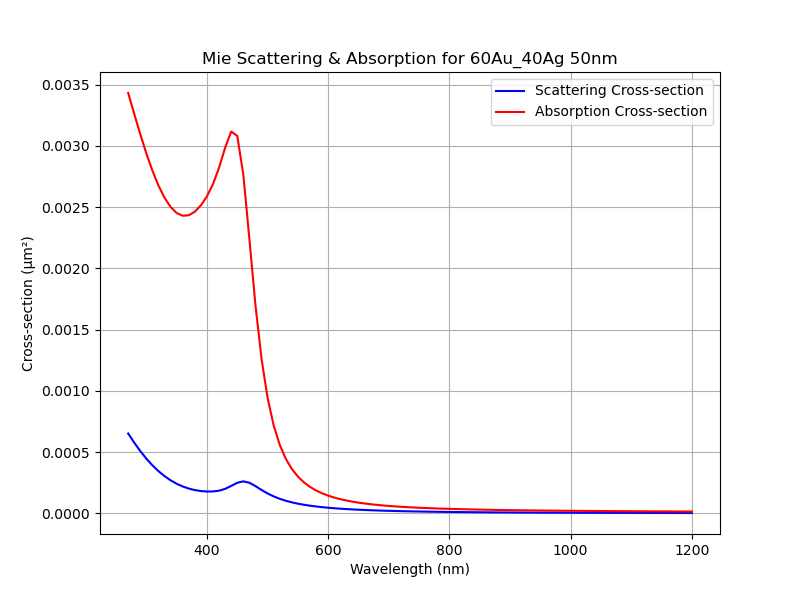 Mie Scattering & Absorption for 60Au_40Ag 50nm
Scattering Cross-section
Absorption Cross-section
0.0035
0.0030
0.0025
0.0020
0.0015
0.0010
0.0005
0.0000
Cross-section (μm²)
400 600 800 1000 1200
Wavelength (nm)